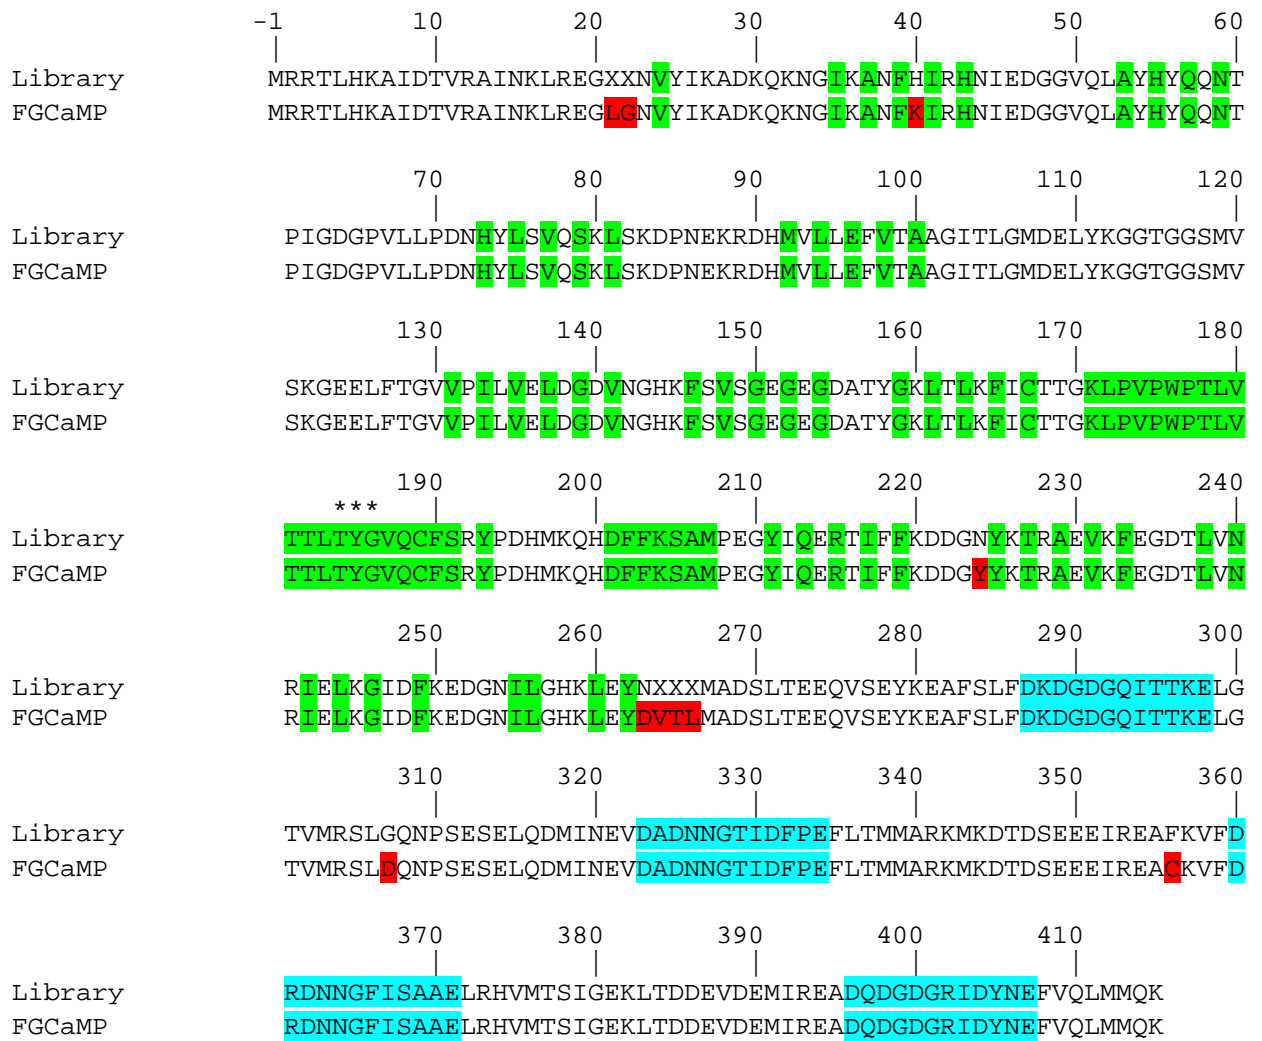 -1 10 20 30 40 50 60
Library MRRTLHKAIDTVRAINKLREGXXNVYIKADKQKNGIKANFHIRHNIEDGGVQLAYHYQQNT
FGCaMP MRRTLHKAIDTVRAINKLREGLGNVYIKADKQKNGIKANFKIRHNIEDGGVQLAYHYQQNT
70 80 90 100 110 120
Library PIGDGPVLLPDNHYLSVQSKLSKDPNEKRDHMVLLEFVTAAGITLGMDELYKGGTGGSMV
FGCaMP PIGDGPVLLPDNHYLSVQSKLSKDPNEKRDHMVLLEFVTAAGITLGMDELYKGGTGGSMV
130 140 150 160 170 180
Library SKGEELFTGVVPILVELDGDVNGHKFSVSGEGEGDATYGKLTLKFICTTGKLPVPWPTLV
FGCaMP SKGEELFTGVVPILVELDGDVNGHKFSVSGEGEGDATYGKLTLKFICTTGKLPVPWPTLV
190 200 210 220 230 240
***
Library TTLTYGVQCFSRYPDHMKQHDFFKSAMPEGYIQERTIFFKDDGNYKTRAEVKFEGDTLVN
FGCaMP TTLTYGVQCFSRYPDHMKQHDFFKSAMPEGYIQERTIFFKDDGYYKTRAEVKFEGDTLVN
250 260 270 280 290 300
Library RIELKGIDFKEDGNILGHKLEYNXXXMADSLTEEQVSEYKEAFSLFDKDGDGQITTKELG
FGCaMP RIELKGIDFKEDGNILGHKLEYDVTLMADSLTEEQVSEYKEAFSLFDKDGDGQITTKELG
310 320 330 340 350 360
Library TVMRSLGQNPSESELQDMINEVDADNNGTIDFPEFLTMMARKMKDTDSEEEIREAFKVFD
FGCaMP TVMRSLDQNPSESELQDMINEVDADNNGTIDFPEFLTMMARKMKDTDSEEEIREACKVFD
370 380 390 400 410
Library RDNNGFISAAELRHVMTSIGEKLTDDEVDEMIREADQDGDGRIDYNEFVQLMMQK
FGCaMP RDNNGFISAAELRHVMTSIGEKLTDDEVDEMIREADQDGDGRIDYNEFVQLMMQK